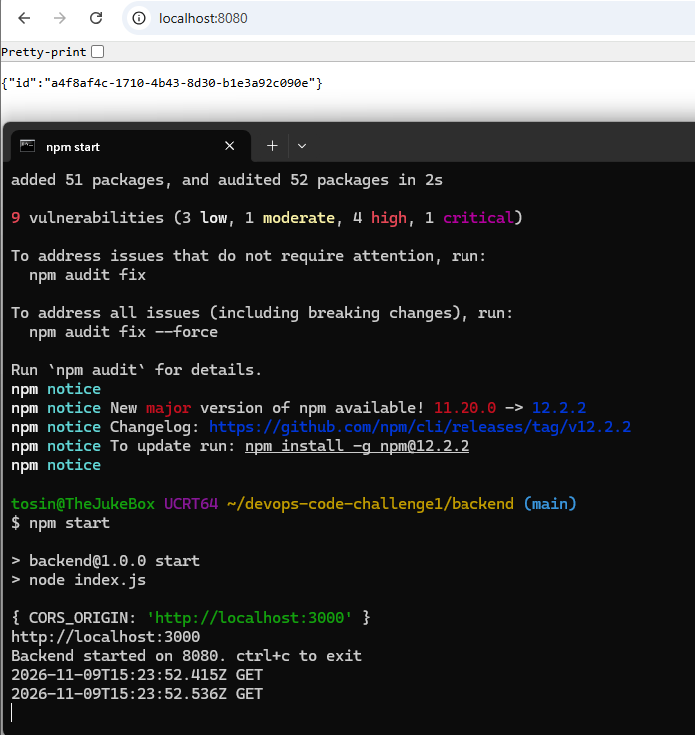 localhost:8080
Pretty-print
{"id":"a4f8af4c-1710-4b43-8d30-b1e3a92c090e"}
npm start
added 51 packages, and audited 52 packages in 2s
9 vulnerabilities (3 low, 1 moderate, 4 high, 1 critical)
To address issues that do not require attention, run:
npm audit fix
To address all issues (including breaking changes), run:
npm audit fix --force
Run `npm audit` for details.
npm notice
npm notice New major version of npm available! 11.20.0 -> 12.2.2
npm notice Changelog: https://github.com/npm/cli/releases/tag/v12.2.2
npm notice To update run: npm install -g npm@12.2.2
npm notice
tosin@TheJukeBox UCRT64 ~/devops-code-challenge1/backend (main)
$ npm start
> backend@1.0.0 start
> node index.js
{ CORS_ORIGIN: 'http://localhost:3000' }
http://localhost:3000
Backend started on 8080. ctrl+c to exit
2026-11-09T15:23:52.415Z GET
2026-11-09T15:23:52.536Z GET